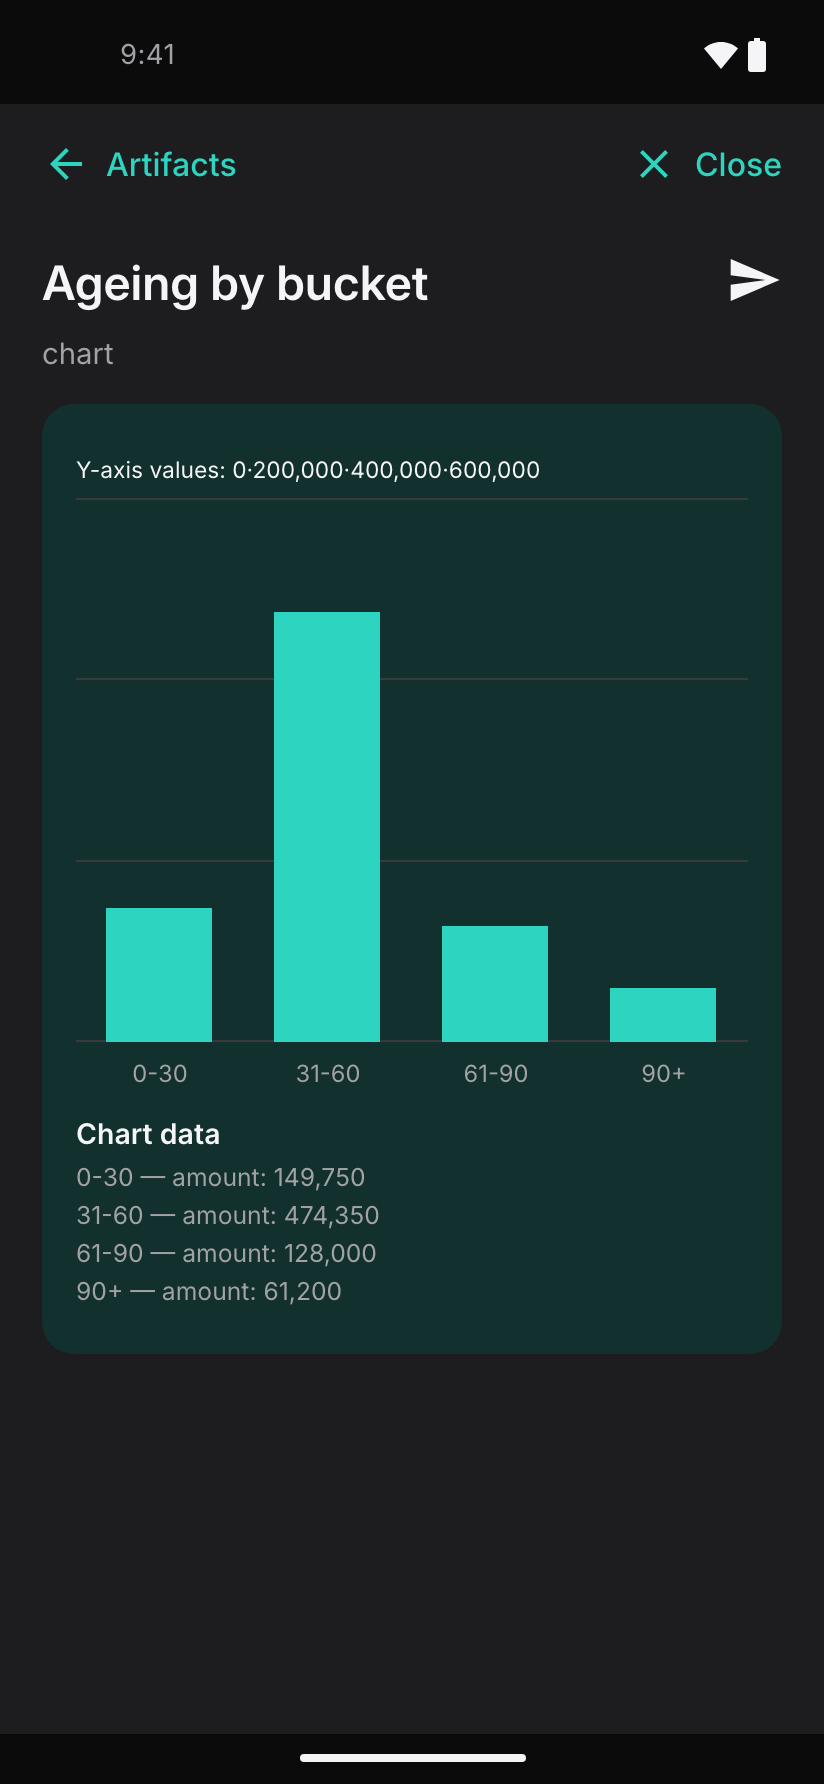 9:41
Artifacts
Close
Ageing by bucket
chart
Y-axis values: 0·200,000·400,000·600,000
0-30
31-60
61-90
90+
Chart data
0-30 — amount: 149,750
31-60 — amount: 474,350
61-90 — amount: 128,000
90+ — amount: 61,200